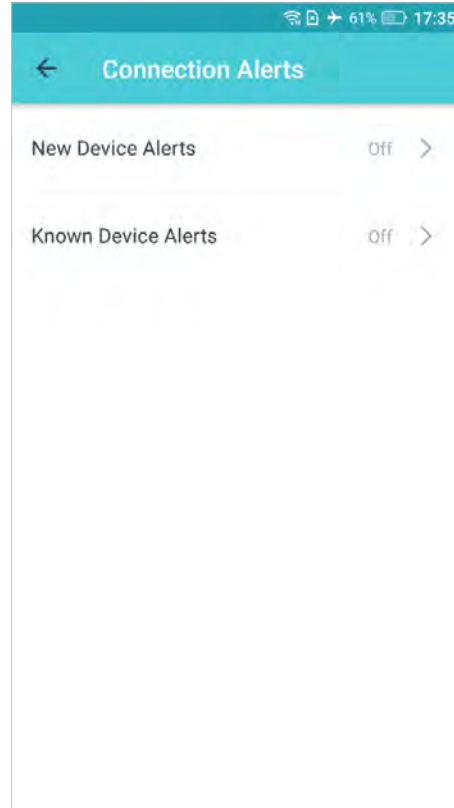 61% 17:35
Connection Alerts
New Device Alerts Off
Known Device Alerts Off